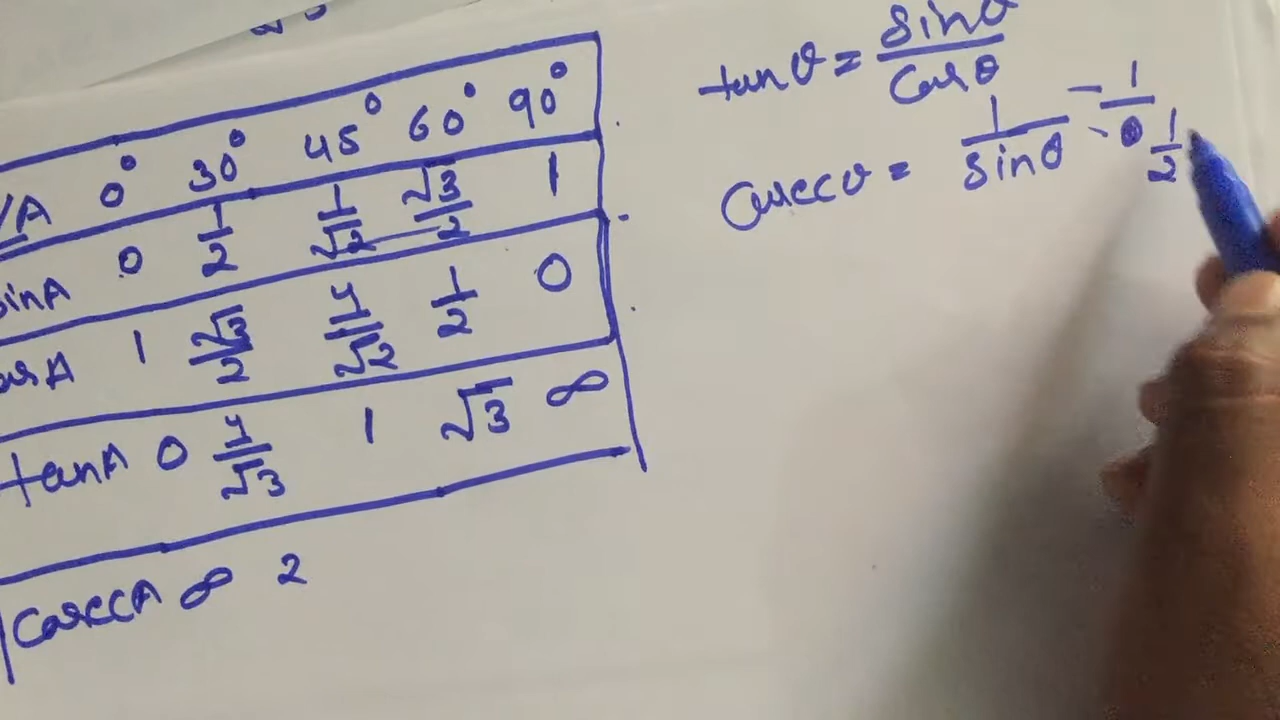 /A 0° 30° 45° 60° 90°
sinA 0 1/2 1/√2 √3/2 1
cosA 1 √3/2 1/√2 1/2 0
tanA 0 1/√3 1 √3 ∞
cosecA ∞ 2
tanθ = sinθ/cosθ
cosecθ = 1/sinθ = 1/ 1/2